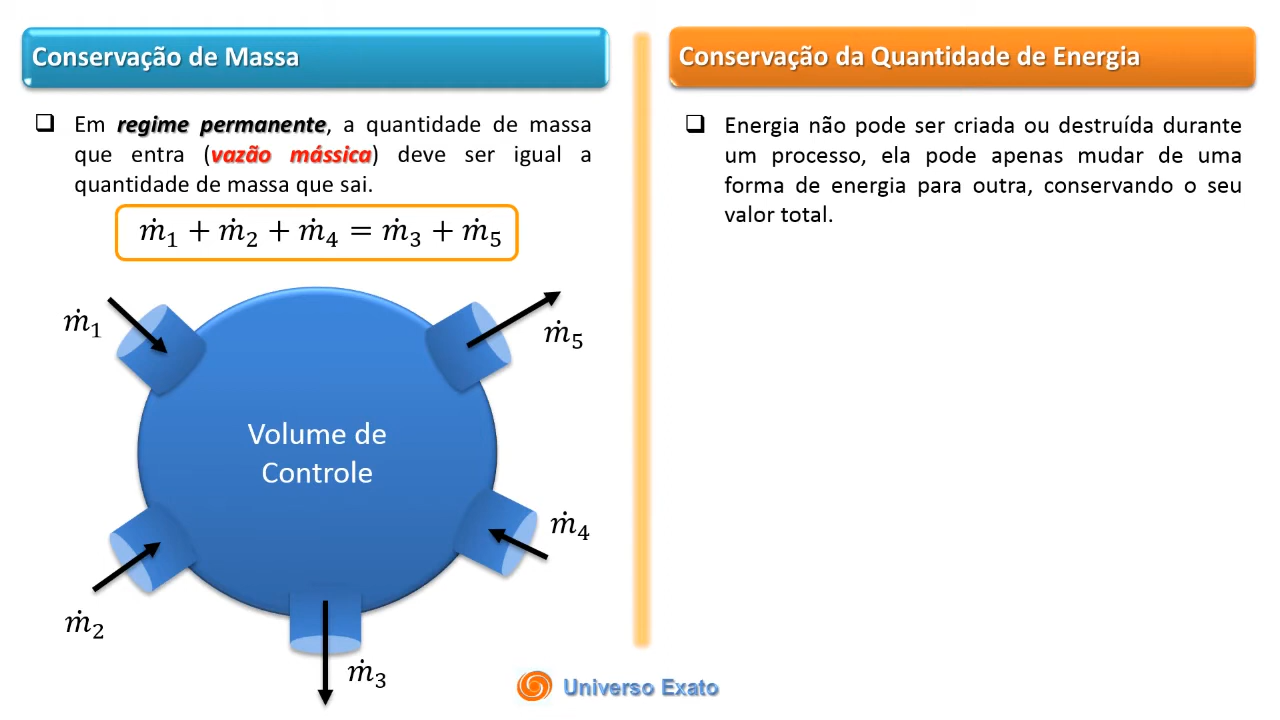 Conservação de Massa
❑ Em regime permanente, a quantidade de massa
que entra (vazão mássica) deve ser igual a
quantidade de massa que sai.
ṁ₁ + ṁ₂ + ṁ₄ = ṁ₃ + ṁ₅
ṁ₁
ṁ₅
Volume de
Controle
ṁ₄
ṁ₂
ṁ₃
Conservação da Quantidade de Energia
❑ Energia não pode ser criada ou destruída durante
um processo, ela pode apenas mudar de uma
forma de energia para outra, conservando o seu
valor total.
Universo Exato